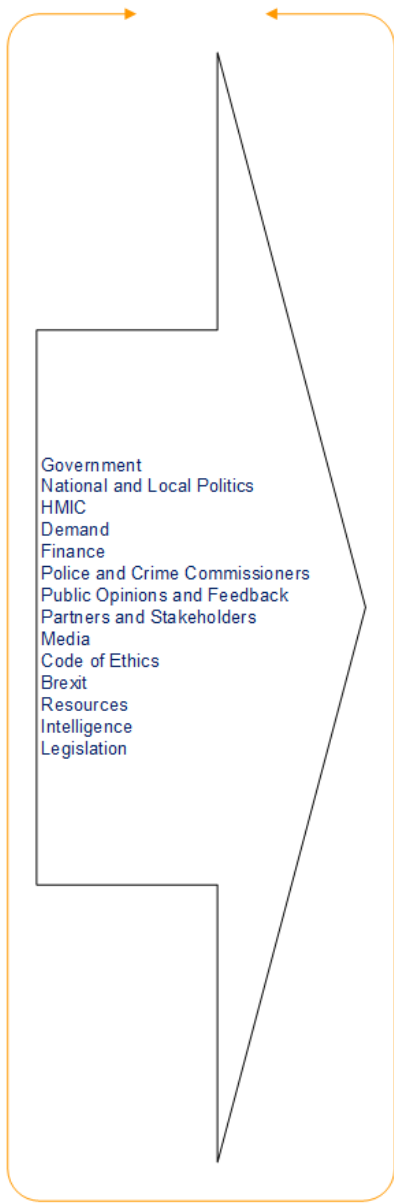 Government
National and Local Politics
HMIC
Demand
Finance
Police and Crime Commissioners
Public Opinions and Feedback
Partners and Stakeholders
Media
Code of Ethics
Brexit
Resources
Intelligence
Legislation